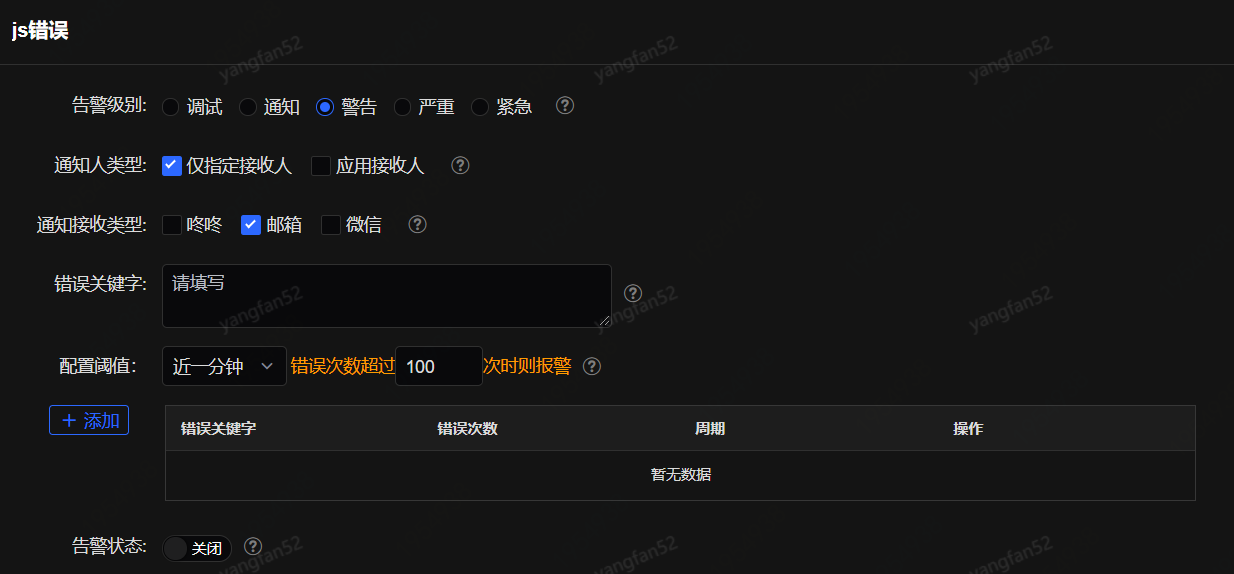 js错误
yangfan52 yangfan52 yangfan52
告警级别: 调试 通知 警告 严重 紧急 ?
通知人类型: 仅指定接收人 应用接收人 ?
通知接收类型: 咚咚 邮箱 微信 ?
错误关键字: 请填写 ?
yangfan52 yangfan52 yangfan52
配置阈值: 近一分钟 错误次数超过 100 次时则报警 ?
+ 添加
错误关键字 错误次数 周期 操作
暂无数据
告警状态: 关闭 ?
yangfan52 yangfan52 yangfan52